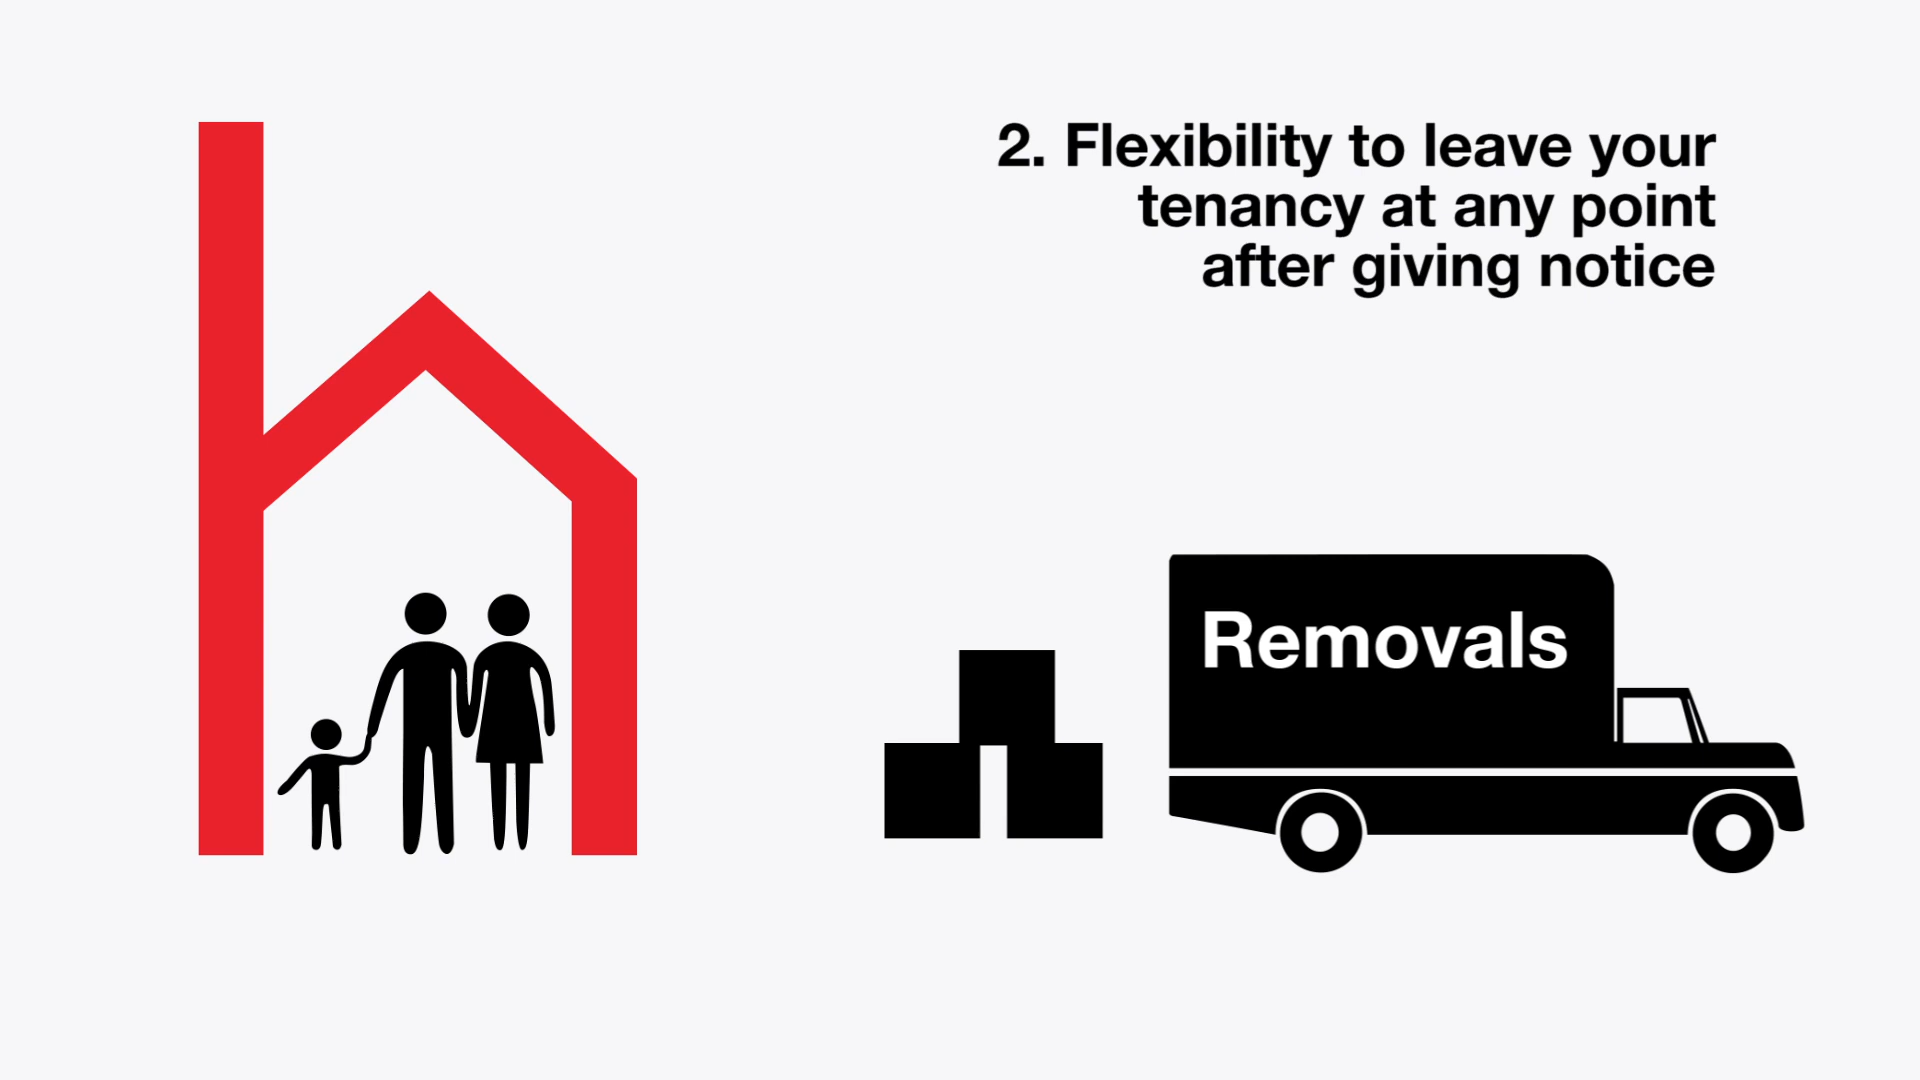 2. Flexibility to leave your
tenancy at any point
after giving notice
Removals